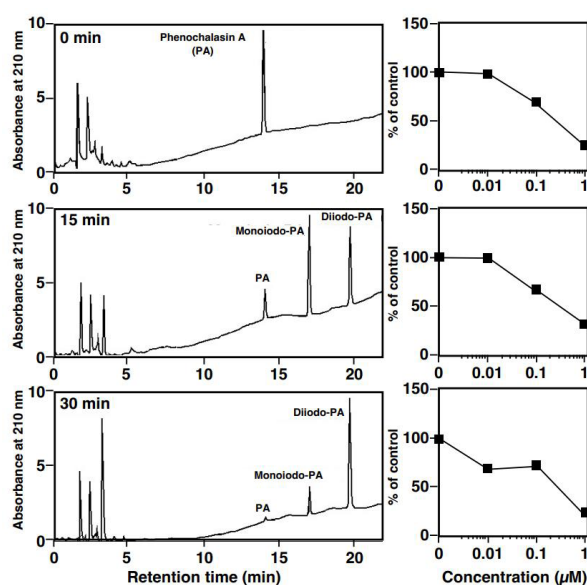 0 min
Phenochalasin A
(PA)
Absorbance at 210 nm
10
5
0
0 5 10 15 20
% of control
150
100
50
0
0 0.01 0.1 1
15 min
Monoiodo-PA
Diiodo-PA
PA
Absorbance at 210 nm
10
5
0
0 5 10 15 20
% of control
150
100
50
0
0 0.01 0.1 1
30 min
Diiodo-PA
Monoiodo-PA
PA
Absorbance at 210 nm
10
5
0
0 5 10 15 20
Retention time (min)
% of control
150
100
50
0
0 0.01 0.1 1
Concentration (μM)